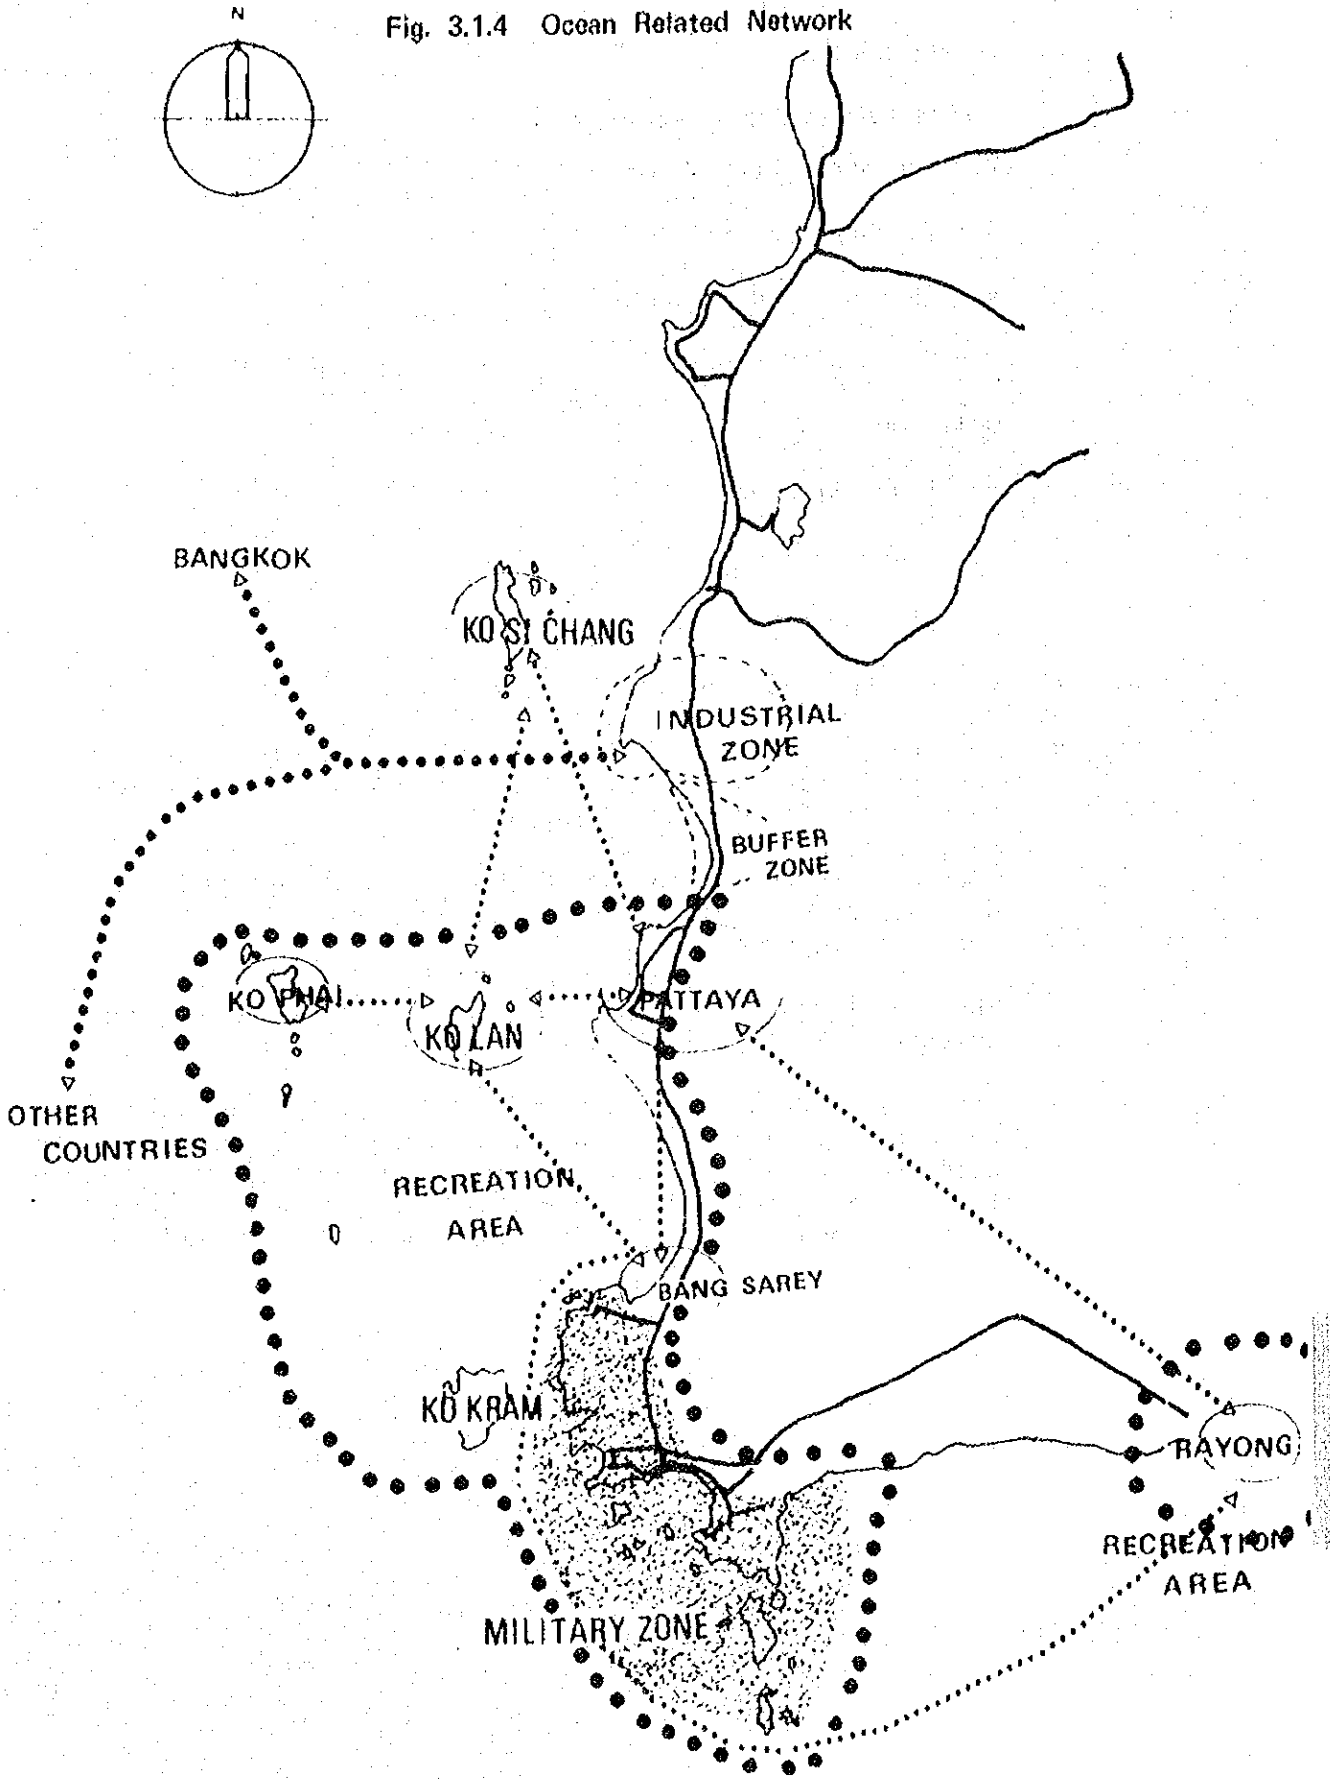 Fig. 3.1.4 Ocean Related Network
N
BANGKOK
KO SI CHANG
INDUSTRIAL
ZONE
BUFFER
ZONE
KO PHAI
KO LAN
PATTAYA
OTHER
COUNTRIES
RECREATION
AREA
BANG SAREY
KO KRAM
RAYONG
RECREATION
AREA
MILITARY ZONE